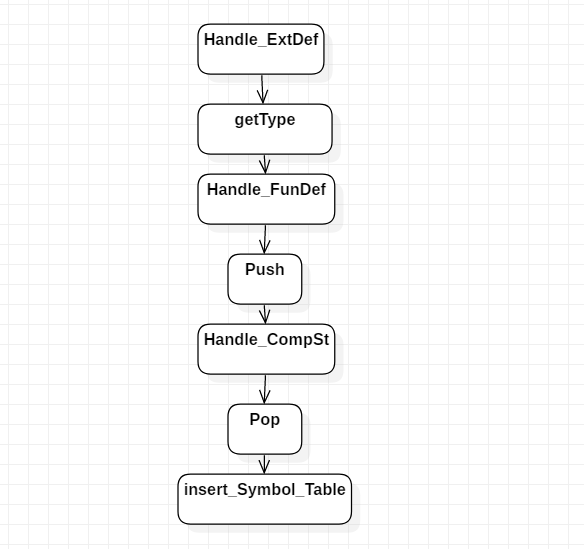 Handle_ExtDef
getType
Handle_FunDef
Push
Handle_CompSt
Pop
insert_Symbol_Table